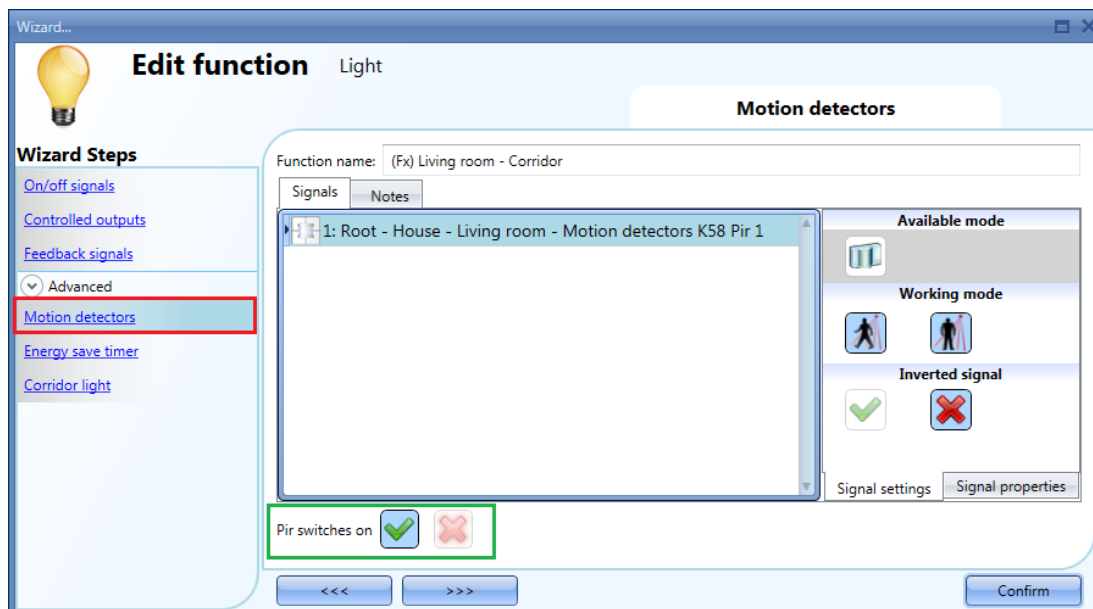 Wizard...
Edit function Light
Motion detectors
Wizard Steps
On/off signals
Controlled outputs
Feedback signals
Advanced
Motion detectors
Energy save timer
Corridor light
Function name: (Fx) Living room - Corridor
Signals Notes
1: Root - House - Living room - Motion detectors K58 Pir 1
Available mode
Working mode
Inverted signal
Signal settings Signal properties
Pir switches on
<<< >>> Confirm